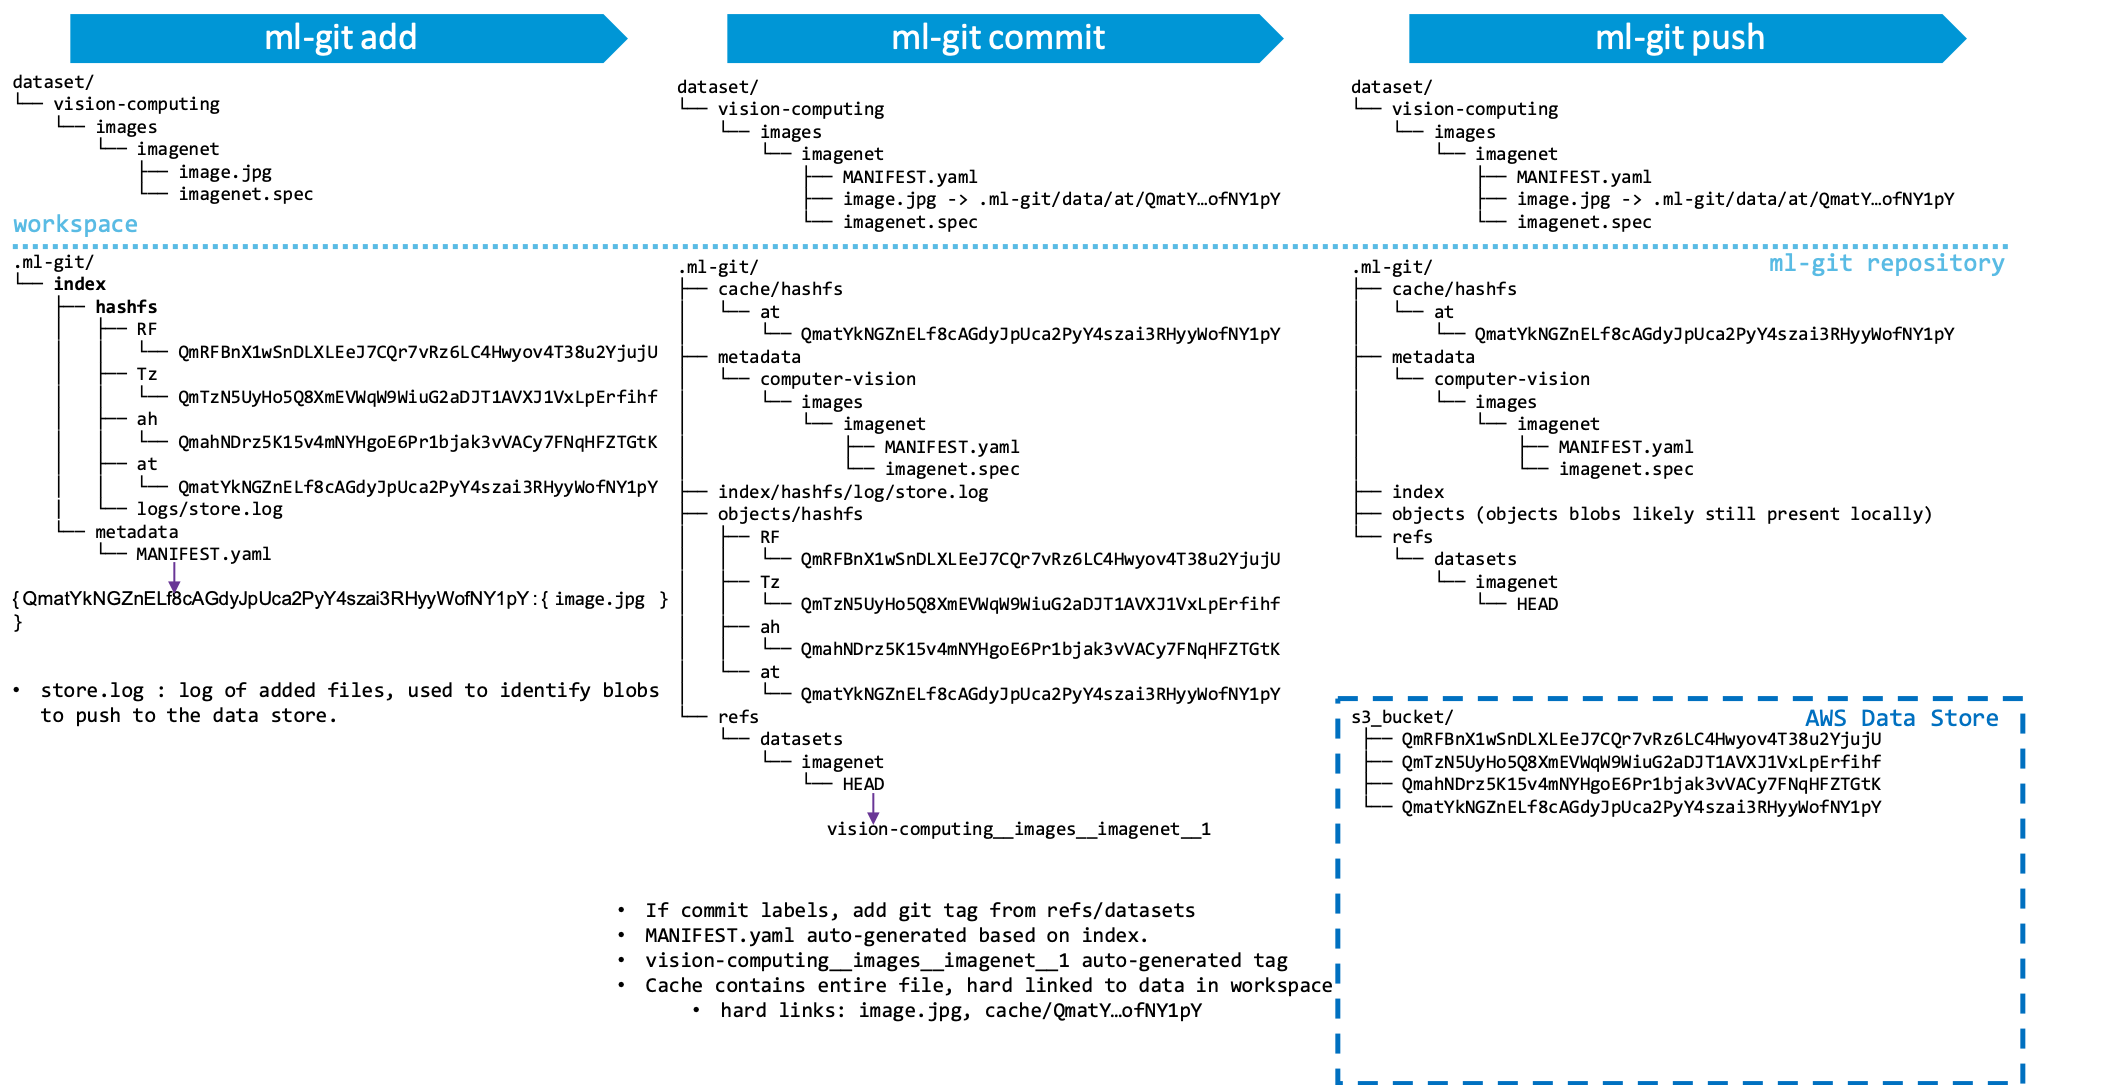 ml-git add
dataset/
└── vision-computing
    └── images
        └── imagenet
            ├── image.jpg
            └── imagenet.spec
workspace
.ml-git/
└── index
    ├── hashfs
    │   ├── RF
    │   │   └── QmRFBnX1wSnDLXLEeJ7CQr7vRz6LC4Hwyov4T38u2YjujU
    │   ├── Tz
    │   │   └── QmTzN5UyHo5Q8XmEVWqW9WiuG2aDJT1AVXJ1VxLpErfihf
    │   ├── ah
    │   │   └── QmahNDrz5K15v4mNYHgoE6Pr1bjak3vVACy7FNqHFZTGtK
    │   ├── at
    │   │   └── QmatYkNGZnELf8cAGdyJpUca2PyY4szai3RHyyWofNY1pY
    │   └── logs/store.log
    └── metadata
        └── MANIFEST.yaml
{QmatYkNGZnELf8cAGdyJpUca2PyY4szai3RHyyWofNY1pY:{ image.jpg }
}
• store.log : log of added files, used to identify blobs
to push to the data store.
ml-git commit
dataset/
└── vision-computing
    └── images
        └── imagenet
            ├── MANIFEST.yaml
            ├── image.jpg -> .ml-git/data/at/QmatY…ofNY1pY
            └── imagenet.spec
.ml-git/
├── cache/hashfs
│   └── at
│       └── QmatYkNGZnELf8cAGdyJpUca2PyY4szai3RHyyWofNY1pY
├── metadata
│   └── computer-vision
│       └── images
│           └── imagenet
│               ├── MANIFEST.yaml
│               └── imagenet.spec
├── index/hashfs/log/store.log
├── objects/hashfs
│   ├── RF
│   │   └── QmRFBnX1wSnDLXLEeJ7CQr7vRz6LC4Hwyov4T38u2YjujU
│   ├── Tz
│   │   └── QmTzN5UyHo5Q8XmEVWqW9WiuG2aDJT1AVXJ1VxLpErfihf
│   ├── ah
│   │   └── QmahNDrz5K15v4mNYHgoE6Pr1bjak3vVACy7FNqHFZTGtK
│   └── at
│       └── QmatYkNGZnELf8cAGdyJpUca2PyY4szai3RHyyWofNY1pY
└── refs
    └── datasets
        └── imagenet
            └── HEAD
vision-computing__images__imagenet__1
• If commit labels, add git tag from refs/datasets
• MANIFEST.yaml auto-generated based on index.
• vision-computing__images__imagenet__1 auto-generated tag
• Cache contains entire file, hard linked to data in workspace
• hard links: image.jpg, cache/QmatY…ofNY1pY
ml-git push
dataset/
└── vision-computing
    └── images
        └── imagenet
            ├── MANIFEST.yaml
            ├── image.jpg -> .ml-git/data/at/QmatY…ofNY1pY
            └── imagenet.spec
ml-git repository
.ml-git/
├── cache/hashfs
│   └── at
│       └── QmatYkNGZnELf8cAGdyJpUca2PyY4szai3RHyyWofNY1pY
├── metadata
│   └── computer-vision
│       └── images
│           └── imagenet
│               ├── MANIFEST.yaml
│               └── imagenet.spec
├── index
├── objects (objects blobs likely still present locally)
└── refs
    └── datasets
        └── imagenet
            └── HEAD
AWS Data Store
s3_bucket/
├── QmRFBnX1wSnDLXLEeJ7CQr7vRz6LC4Hwyov4T38u2YjujU
├── QmTzN5UyHo5Q8XmEVWqW9WiuG2aDJT1AVXJ1VxLpErfihf
├── QmahNDrz5K15v4mNYHgoE6Pr1bjak3vVACy7FNqHFZTGtK
└── QmatYkNGZnELf8cAGdyJpUca2PyY4szai3RHyyWofNY1pY